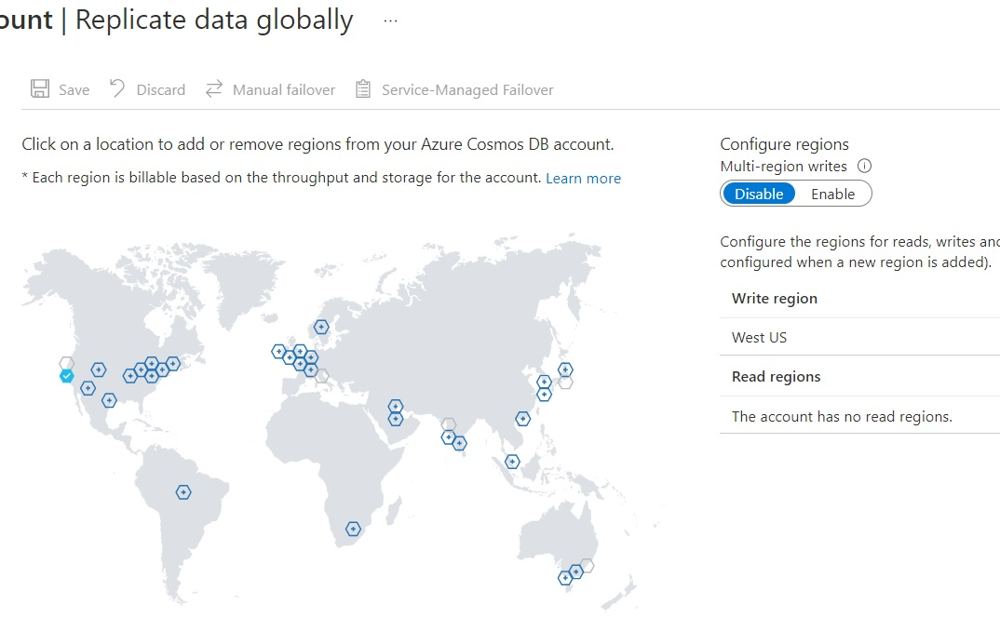 ount | Replicate data globally ...
Save Discard Manual failover Service-Managed Failover
Click on a location to add or remove regions from your Azure Cosmos DB account.
* Each region is billable based on the throughput and storage for the account. Learn more
Configure regions
Multi-region writes
Disable Enable
Configure the regions for reads, writes and
configured when a new region is added).
Write region
West US
Read regions
The account has no read regions.